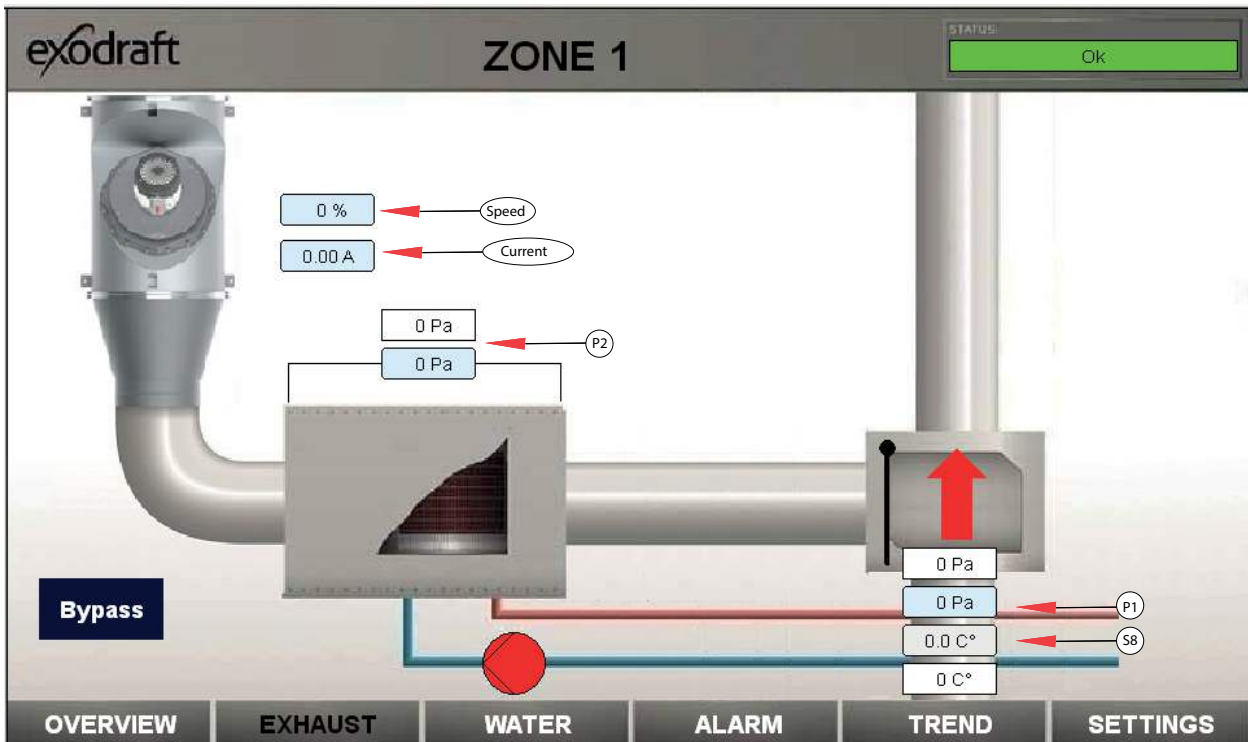 exodraft
ZONE 1
STATUS:
Ok
0 %
Speed
0.00 A
Current
0 Pa
P2
0 Pa
0 Pa
Bypass
0 Pa
P1
0.0 C°
S8
0 C°
OVERVIEW
EXHAUST
WATER
ALARM
TREND
SETTINGS